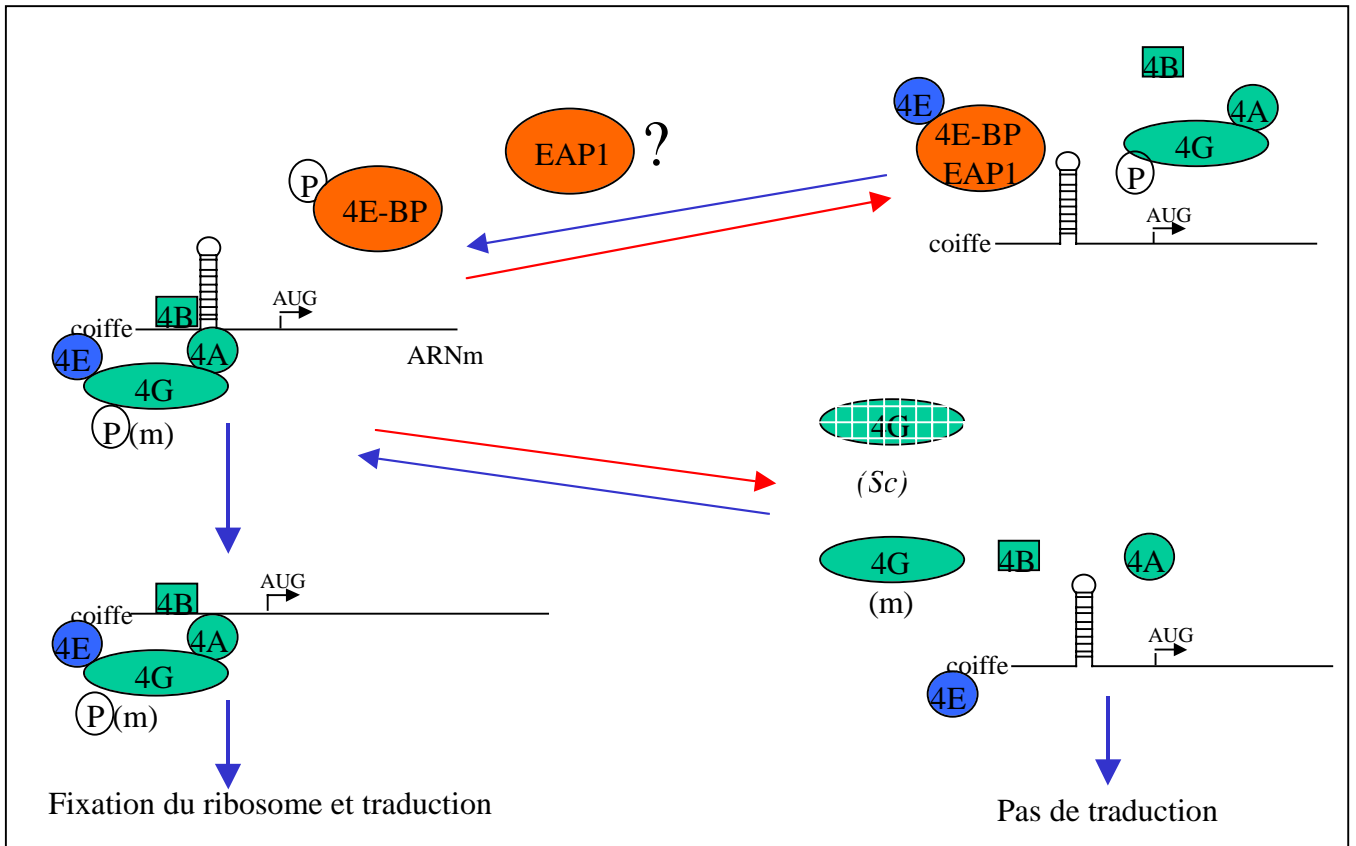 4B
4E
4A
EAP1 ?
4E-BP
EAP1
4G
P
P
4E-BP
AUG
coiffe
AUG
4B
coiffe
4E
4A
ARNm
4G
P (m)
4G
(Sc)
4G
4B
4A
(m)
AUG
4B
coiffe
4E
4A
4G
AUG
coiffe
4E
P (m)
Fixation du ribosome et traduction
Pas de traduction